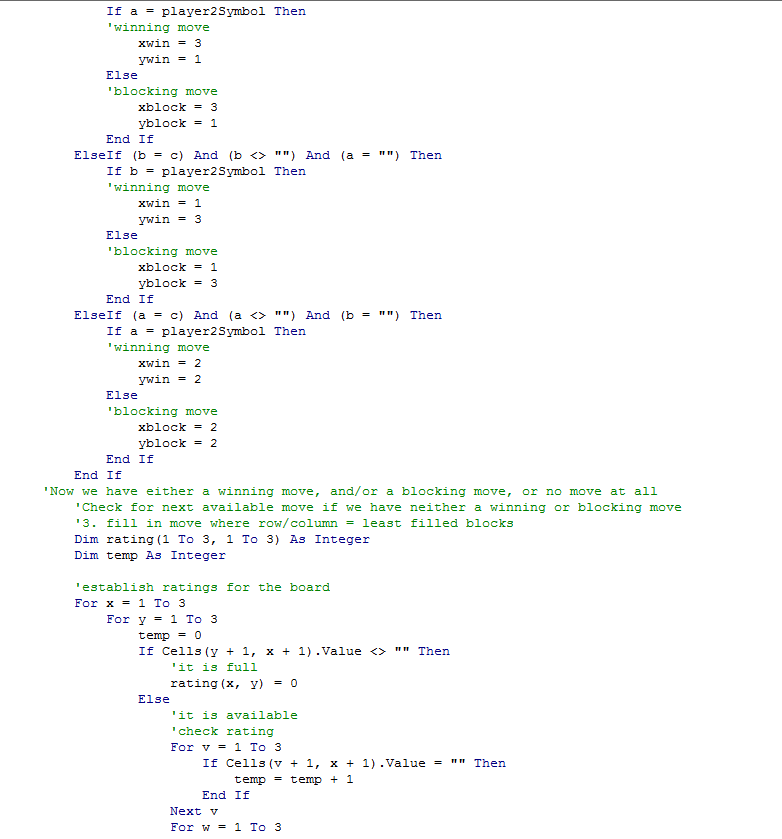 If a = player2Symbol Then
'winning move
xwin = 3
ywin = 1
Else
'blocking move
xblock = 3
yblock = 1
End If
ElseIf (b = c) And (b <> "") And (a = "") Then
If b = player2Symbol Then
'winning move
xwin = 1
ywin = 3
Else
'blocking move
xblock = 1
yblock = 3
End If
ElseIf (a = c) And (a <> "") And (b = "") Then
If a = player2Symbol Then
'winning move
xwin = 2
ywin = 2
Else
'blocking move
xblock = 2
yblock = 2
End If
End If
'Now we have either a winning move, and/or a blocking move, or no move at all
'Check for next available move if we have neither a winning or blocking move
'3. fill in move where row/column = least filled blocks
Dim rating(1 To 3, 1 To 3) As Integer
Dim temp As Integer
'establish ratings for the board
For x = 1 To 3
For y = 1 To 3
temp = 0
If Cells(y + 1, x + 1).Value <> "" Then
'it is full
rating(x, y) = 0
Else
'it is available
'check rating
For v = 1 To 3
If Cells(v + 1, x + 1).Value = "" Then
temp = temp + 1
End If
Next v
For w = 1 To 3